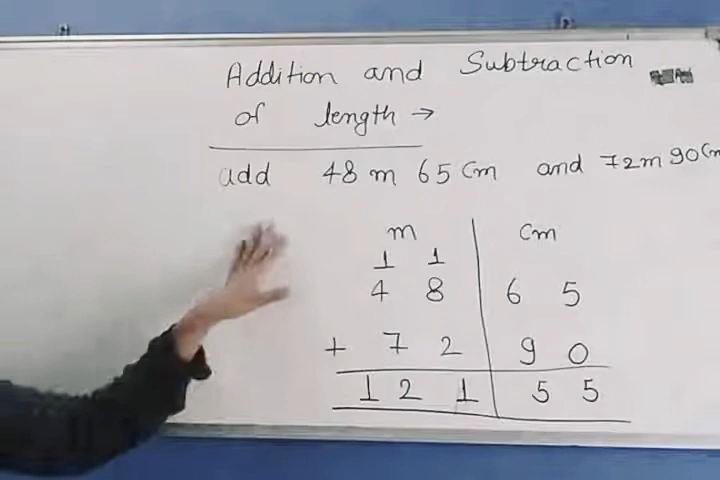 Addition and Subtraction
of length →
add 48 m 65 Cm and 72m 90Cm
m Cm
1 1
4 8 6 5
+ 7 2 9 0
1 2 1 5 5